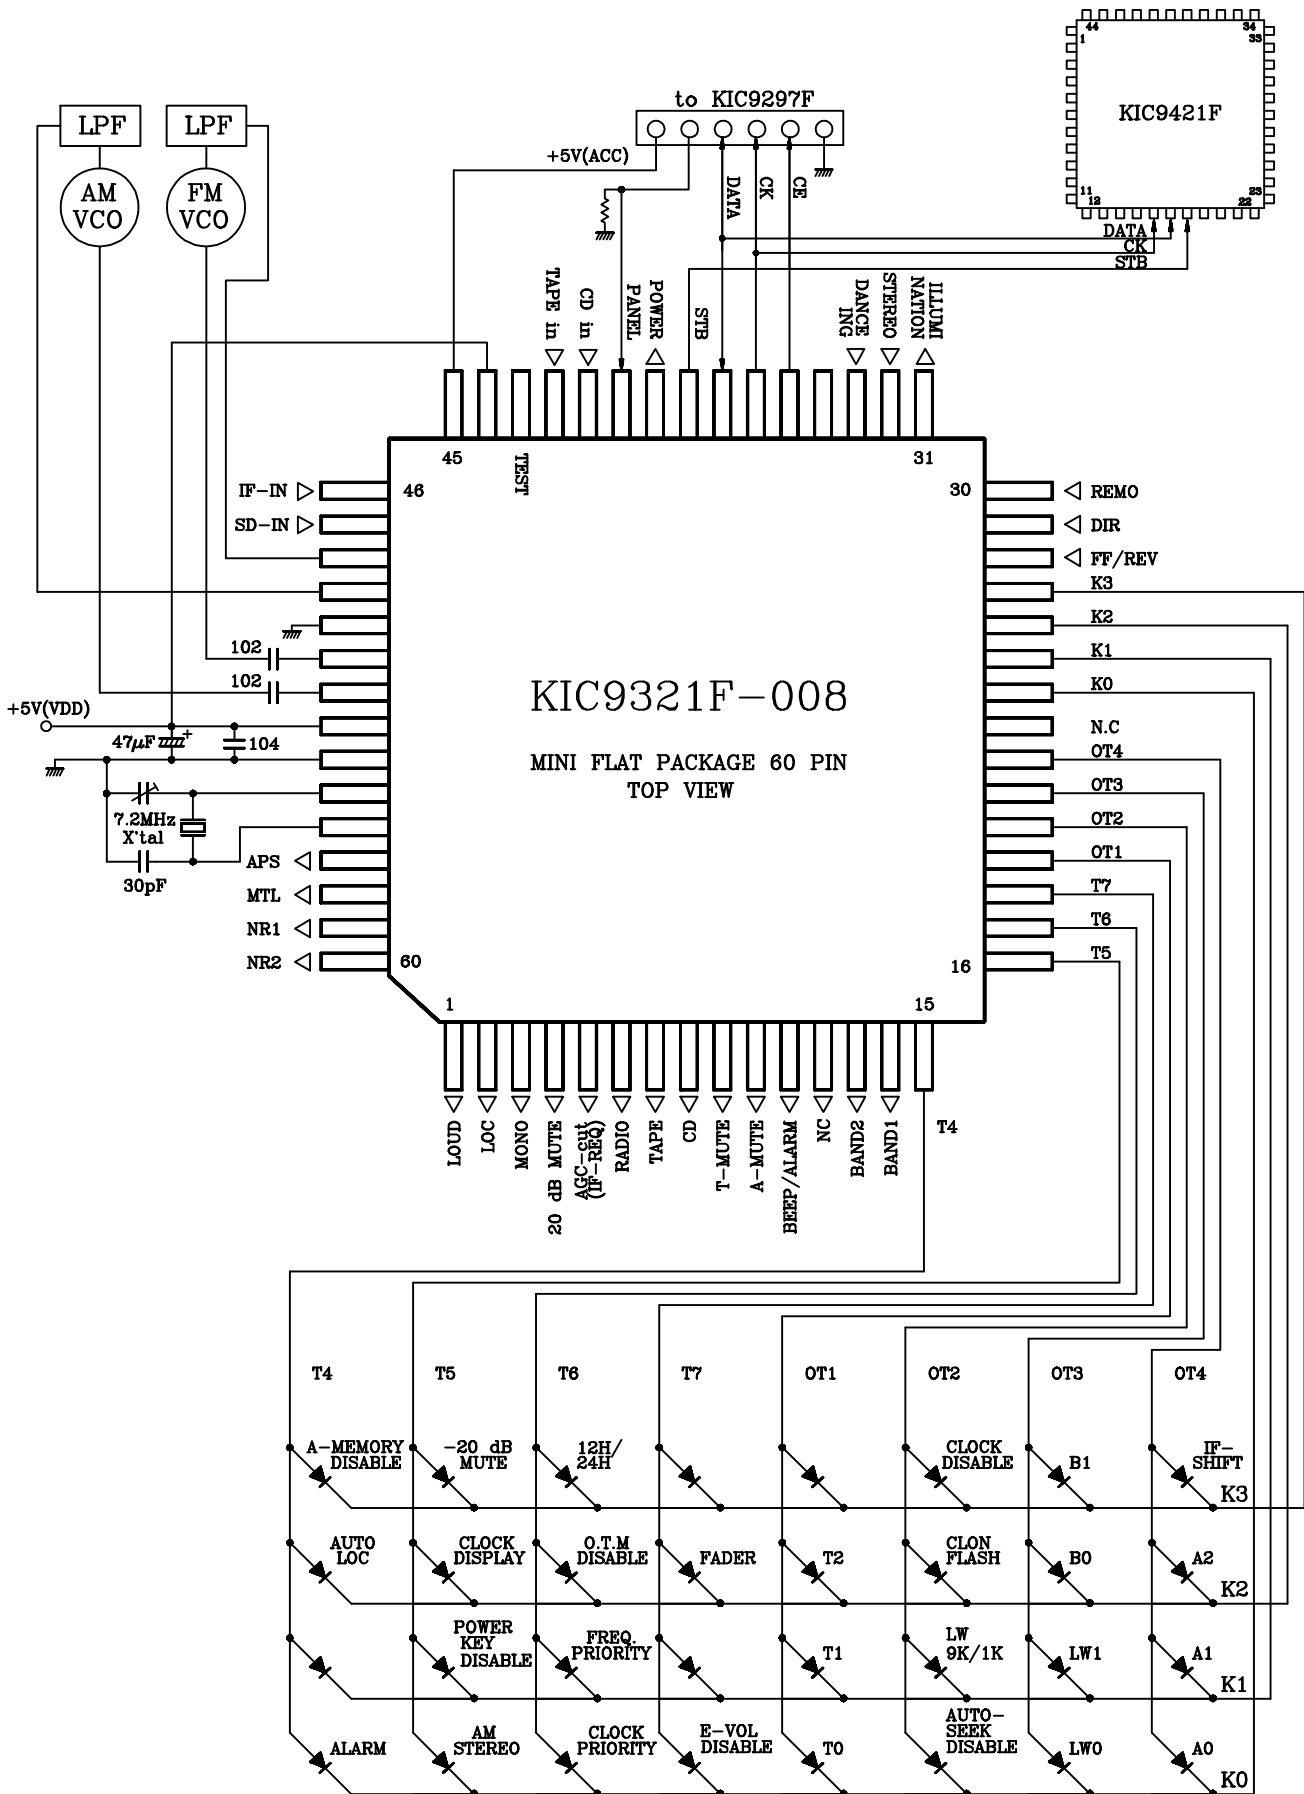 44
34
1
33
KIC9421F
11
12
23
22
to KIC9297F
LPF
LPF
+5V(ACC)
AM
VCO
FM
VCO
DATA
CK
CE
DATA
CK
STB
TAPE in
CD in
PANEL
POWER
STB
DANCE
ING
STEREO
ILLUMI
NATION
45
TEST
31
46
30
IF-IN
SD-IN
REMO
DIR
FF/REV
K3
K2
K1
K0
N.C
OT4
OT3
OT2
OT1
T7
T6
T5
102
102
+5V(VDD)
47μF
+
104
7.2MHz
X'tal
30pF
APS
MTL
NR1
NR2
KIC9321F-008
MINI FLAT PACKAGE 60 PIN
TOP VIEW
60
16
1
15
LOUD
LOC
MONO
20 dB MUTE
AGC-cut
(IF-REQ)
RADIO
TAPE
CD
T-MUTE
A-MUTE
BEEP/ALARM
NC
BAND2
BAND1
T4
T4
T5
T6
T7
OT1
OT2
OT3
OT4
A-MEMORY
DISABLE
-20 dB
MUTE
12H/
24H
CLOCK
DISABLE
B1
IF-
SHIFT
K3
AUTO
LOC
CLOCK
DISPLAY
O.T.M
DISABLE
FADER
T2
CLON
FLASH
B0
A2
K2
POWER
KEY
DISABLE
FREQ.
PRIORITY
T1
LW
9K/1K
LW1
A1
K1
ALARM
AM
STEREO
CLOCK
PRIORITY
E-VOL
DISABLE
T0
AUTO-
SEEK
DISABLE
LW0
A0
K0